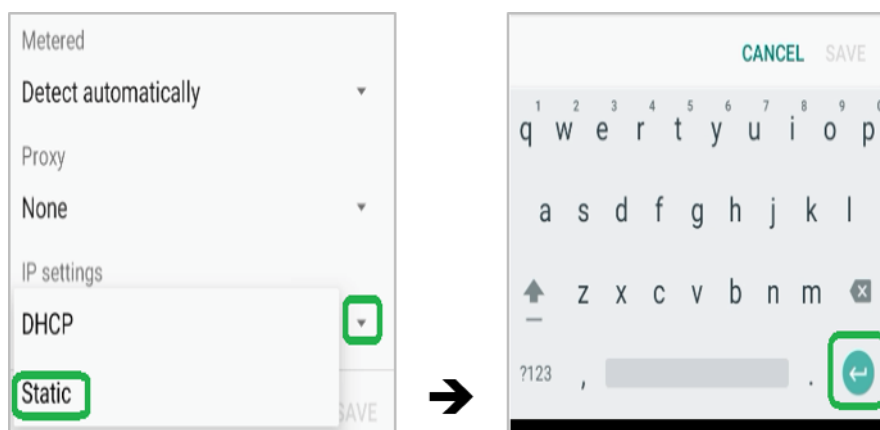 Metered
Detect automatically
Proxy
None
IP settings
DHCP
Static
CANCEL SAVE
1 2 3 4 5 6 7 8 9
q w e r t y u i o p
a s d f g h j k l
z x c v b n m
?123 , .